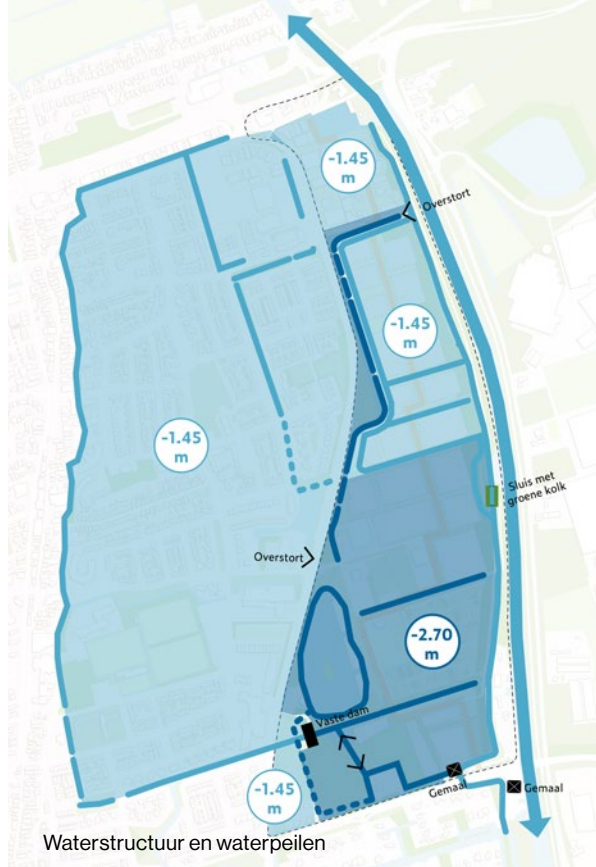 -1.45
m
Overstort
-1.45
m
-1.45
m
Sluis met
groene kolk
Overstort
-2.70
m
Vaste dam
-1.45
m
Gemaal
Gemaal
Waterstructuur en waterpeilen